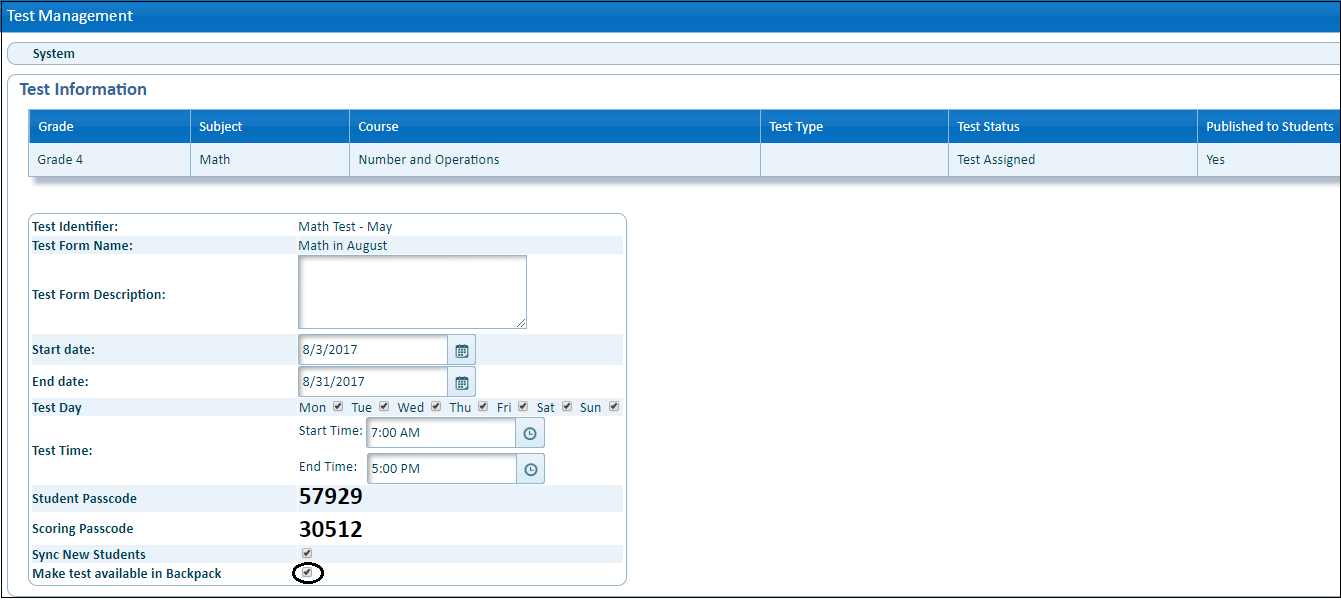 Test Management
System
Test Information
Grade Subject Course Test Type Test Status Published to Students
Grade 4 Math Number and Operations Test Assigned Yes
Test Identifier: Math Test - May
Test Form Name: Math in August
Test Form Description:
Start date: 8/3/2017
End date: 8/31/2017
Test Day Mon Tue Wed Thu Fri Sat Sun
Start Time: 7:00 AM
Test Time:
End Time: 5:00 PM
Student Passcode 57929
Scoring Passcode 30512
Sync New Students
Make test available in Backpack